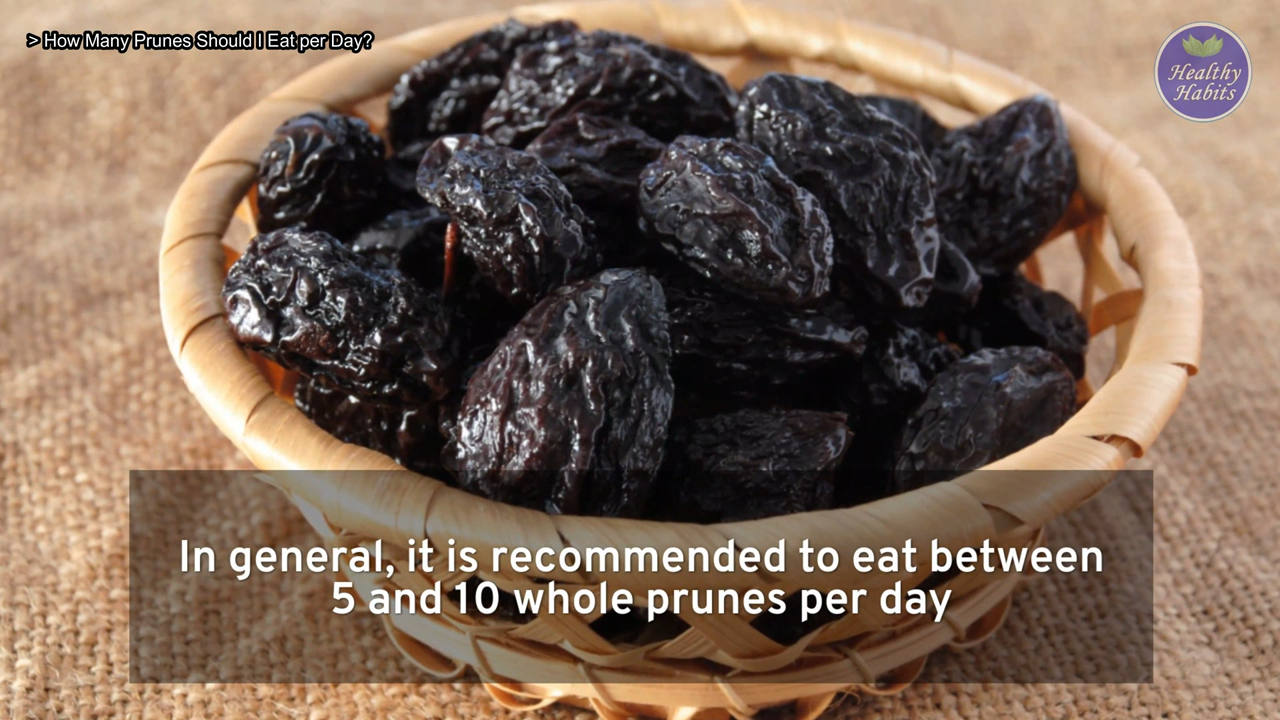 > How Many Prunes Should I Eat per Day?
Healthy
Habits
In general, it is recommended to eat between
5 and 10 whole prunes per day